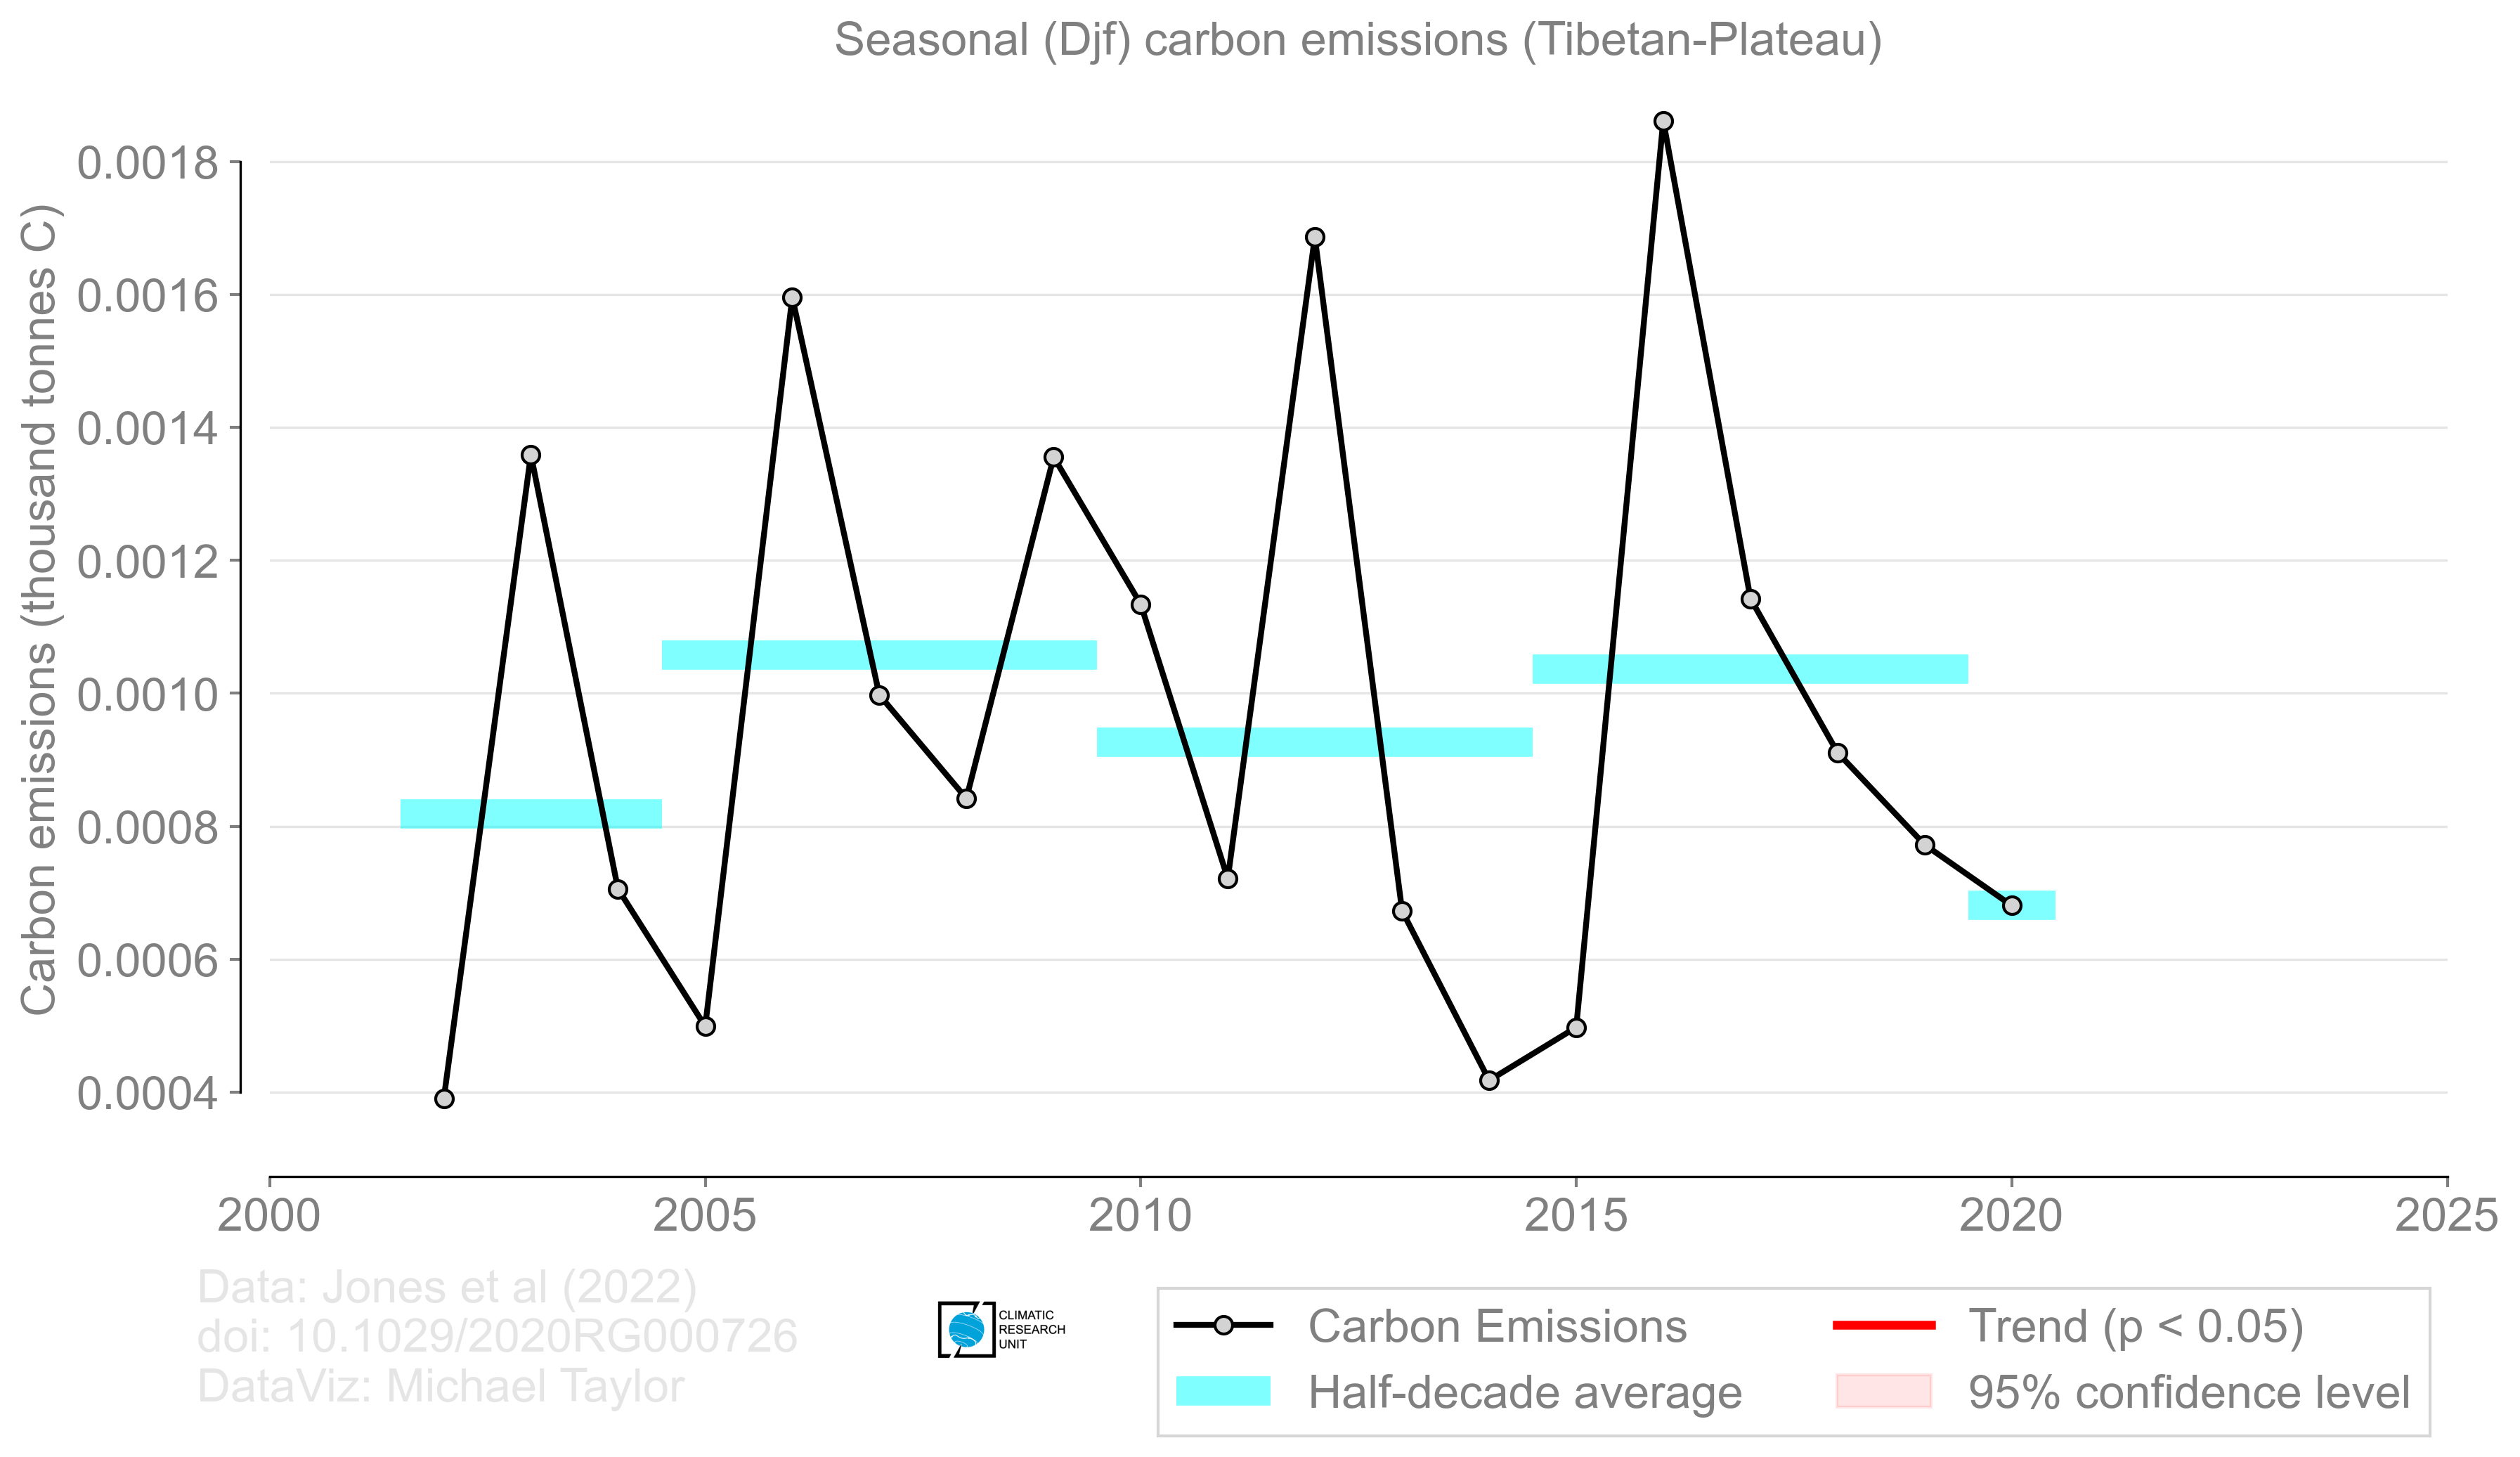 Seasonal (Djf) carbon emissions (Tibetan-Plateau)
Carbon emissions (thousand tonnes C)
0.0018
0.0016
0.0014
0.0012
0.0010
0.0008
0.0006
0.0004
2000 2005 2010 2015 2020 2025
Data: Jones et al (2022)
doi: 10.1029/2020RG000726
DataViz: Michael Taylor
CLIMATIC
RESEARCH
UNIT
Carbon Emissions
Half-decade average
Trend (p < 0.05)
95% confidence level